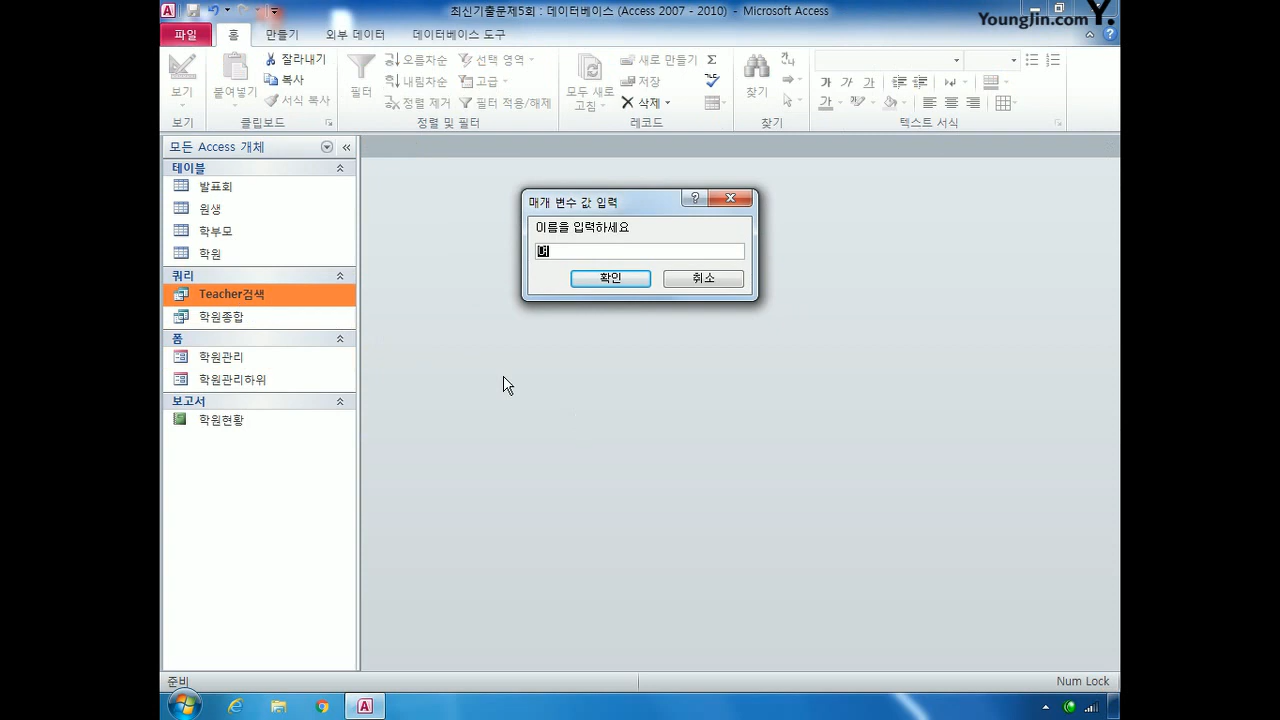 최신기출문제5회 : 데이터베이스 (Access 2007 - 2010) - Microsoft Access
YoungJin.com Y.
파일
홈
만들기
외부 데이터
데이터베이스 도구
보기
보기
붙여넣기
잘라내기
복사
서식 복사
클립보드
필터
오름차순
내림차순
정렬 제거
선택 영역
고급
필터 적용/해제
정렬 및 필터
모두 새로
고침
새로 만들기
저장
삭제
레코드
찾기
찾기
가 가 가
가
텍스트 서식
모든 Access 개체
테이블
발표회
원생
학부모
학원
쿼리
Teacher검색
학원종합
폼
학원관리
학원관리하위
보고서
학원현황
매개 변수 값 입력
이름을 입력하세요
확인
취소
준비
Num Lock